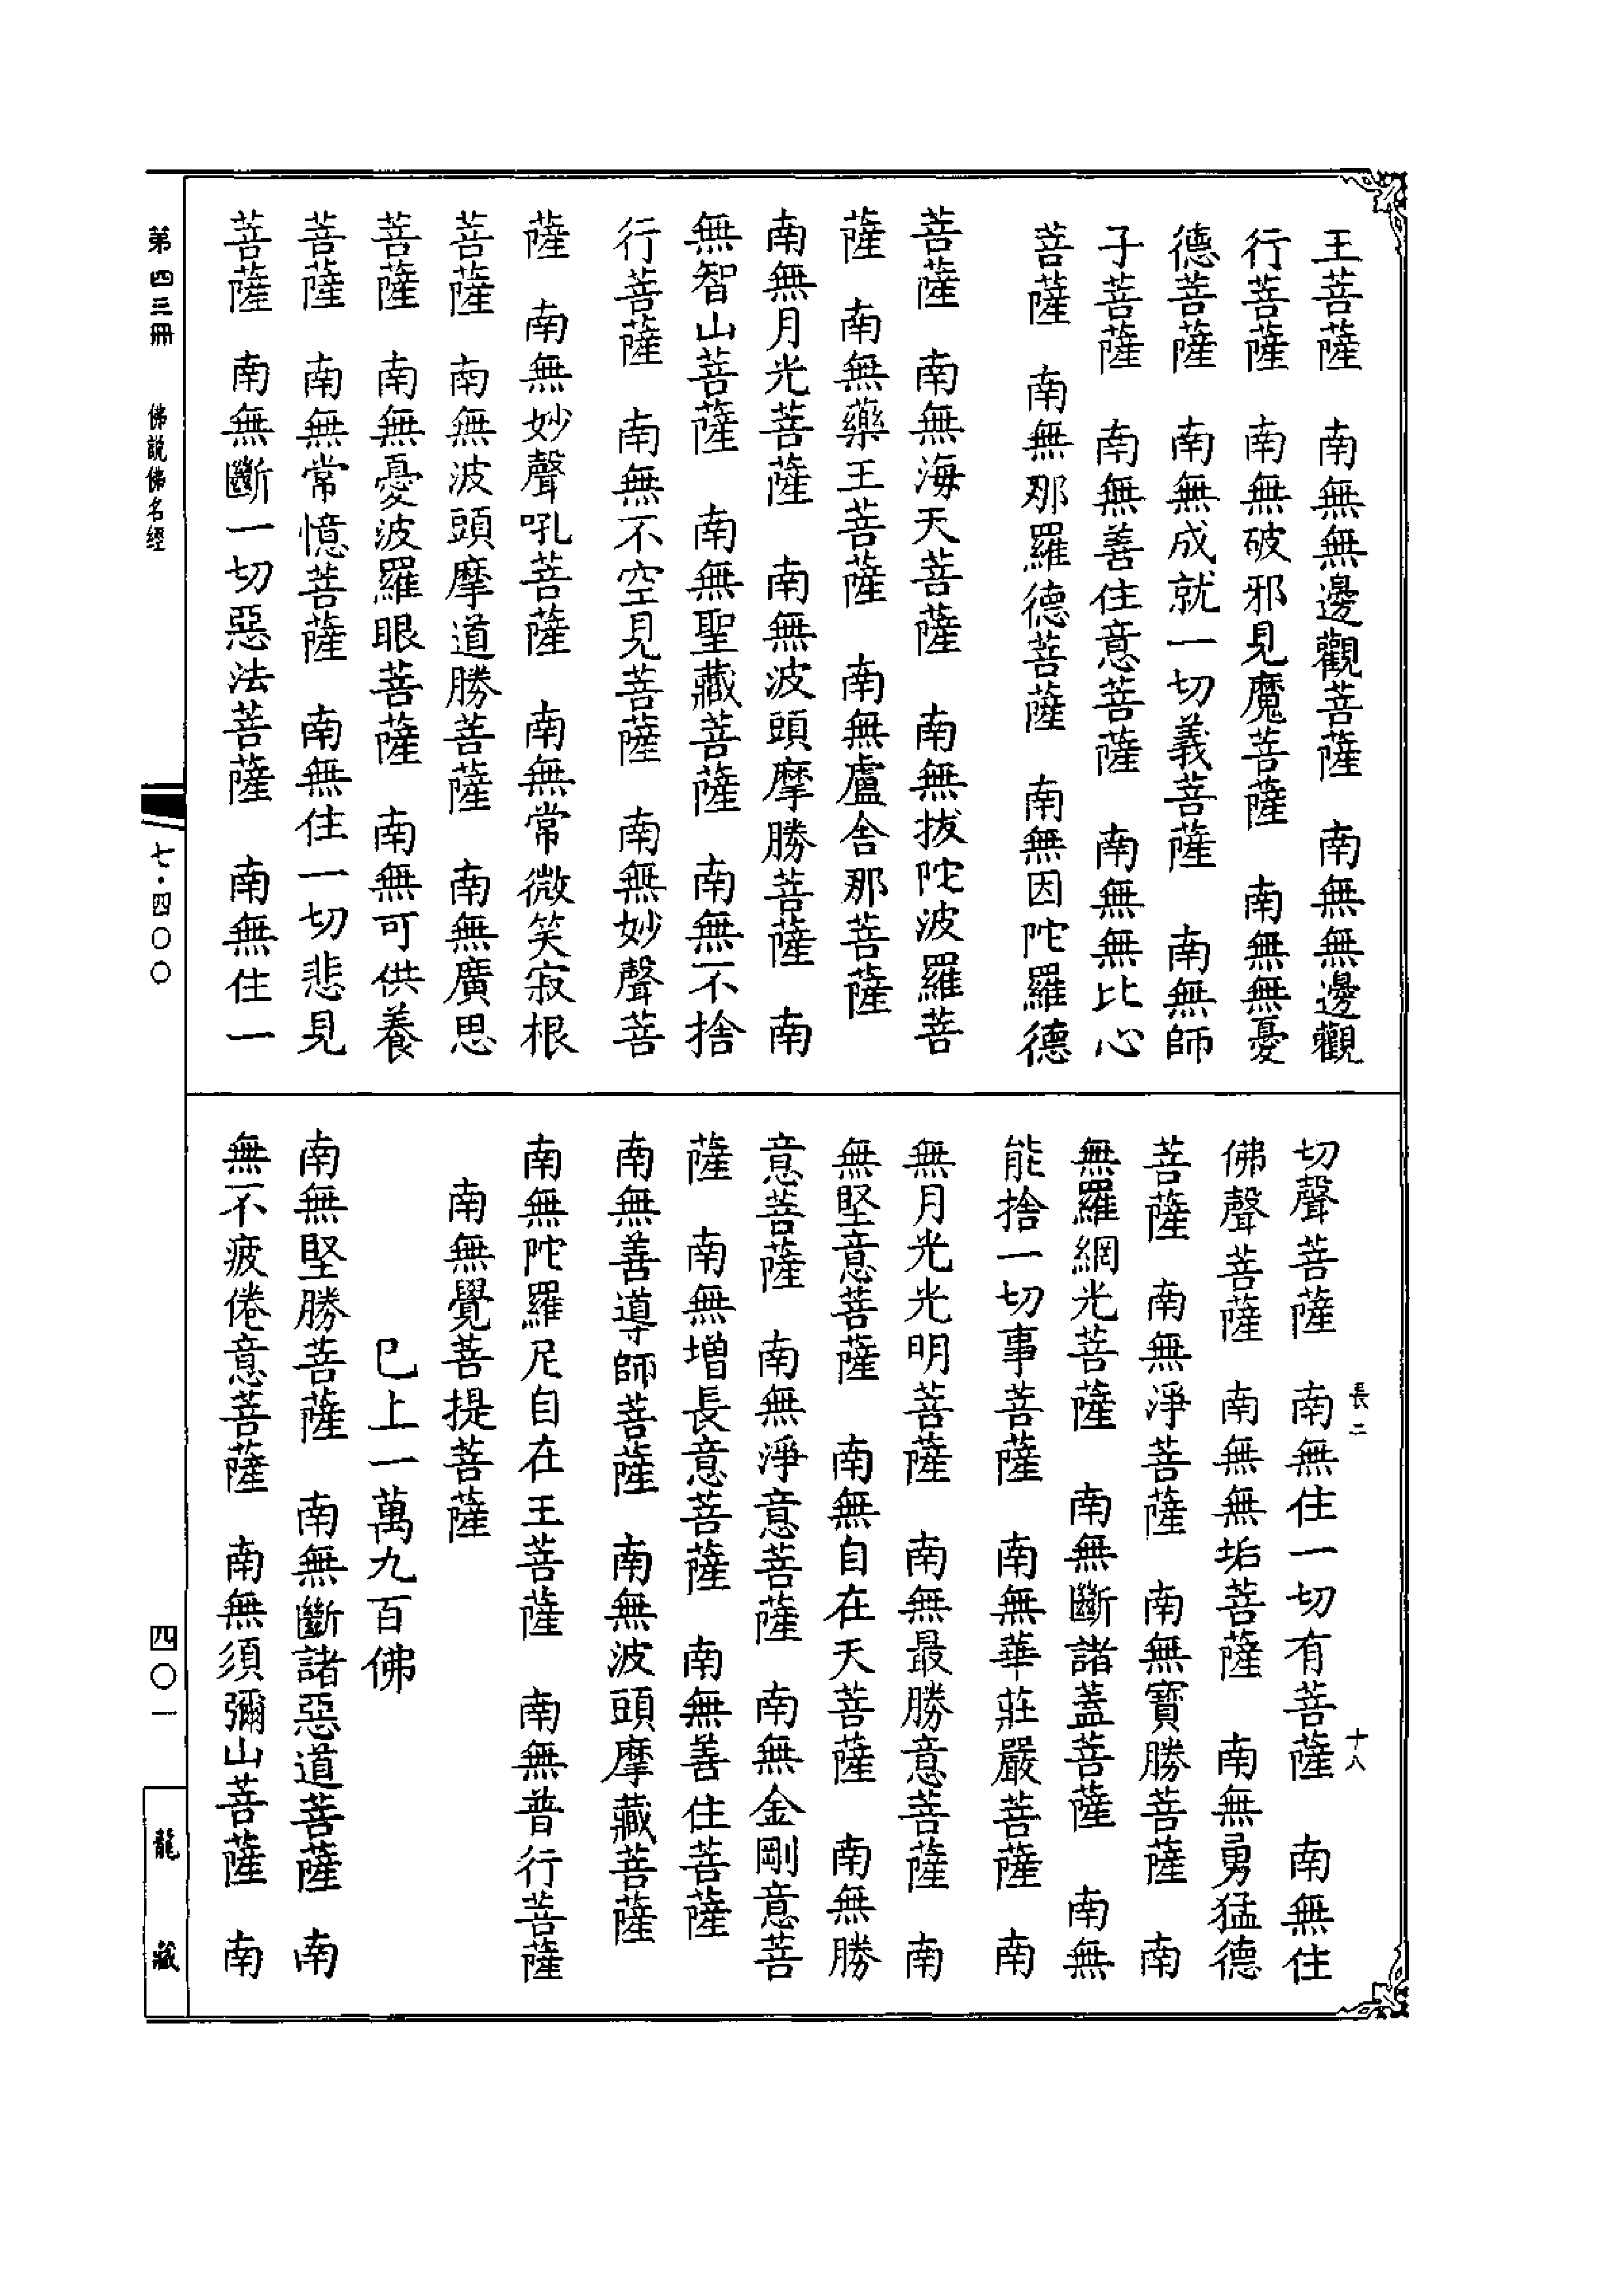 王菩薩　南無無邊觀菩薩　南無無邊觀
行菩薩　南無破邪見魔菩薩　南無無憂
德菩薩　南無成就一切義菩薩　南無師
子菩薩　南無善住意菩薩　南無無比心
菩薩　南無那羅德菩薩　南無因陀羅德
菩薩　南無海天菩薩　南無拔陀波羅菩
薩　南無藥王菩薩　南無盧舍那菩薩
南無月光菩薩　南無波頭摩勝菩薩　南
無智山菩薩　南無聖藏菩薩　南無不捨
行菩薩　南無不空見菩薩　南無妙聲菩
薩　南無妙聲吼菩薩　南無常微笑寂根
菩薩　南無波頭摩道勝菩薩　南無廣思
菩薩　南無憂波羅眼菩薩　南無可供養
菩薩　南無常憶菩薩　南無住一切悲見
菩薩　南無斷一切惡法菩薩　南無住一
長二　十八
切聲菩薩　南無住一切有菩薩　南無住
佛聲菩薩　南無無垢菩薩　南無勇猛德
菩薩　南無淨菩薩　南無寶勝菩薩　南
無羅網光菩薩　南無斷諸蓋菩薩　南無
能捨一切事菩薩　南無華莊嚴菩薩　南
無月光光明菩薩　南無最勝意菩薩　南
無堅意菩薩　南無自在天菩薩　南無勝
意菩薩　南無淨意菩薩　南無金剛意菩
薩　南無增長意菩薩　南無善住菩薩
南無善導師菩薩　南無波頭摩藏菩薩
南無陀羅尼自在王菩薩　南無普行菩薩
南無覺菩提菩薩
已上一萬九百佛
南無堅勝菩薩　南無斷諸惡道菩薩　南
無不疲倦意菩薩　南無須彌山菩薩　南
第四三冊　佛說佛名經　七·四〇〇　四〇一　龍藏